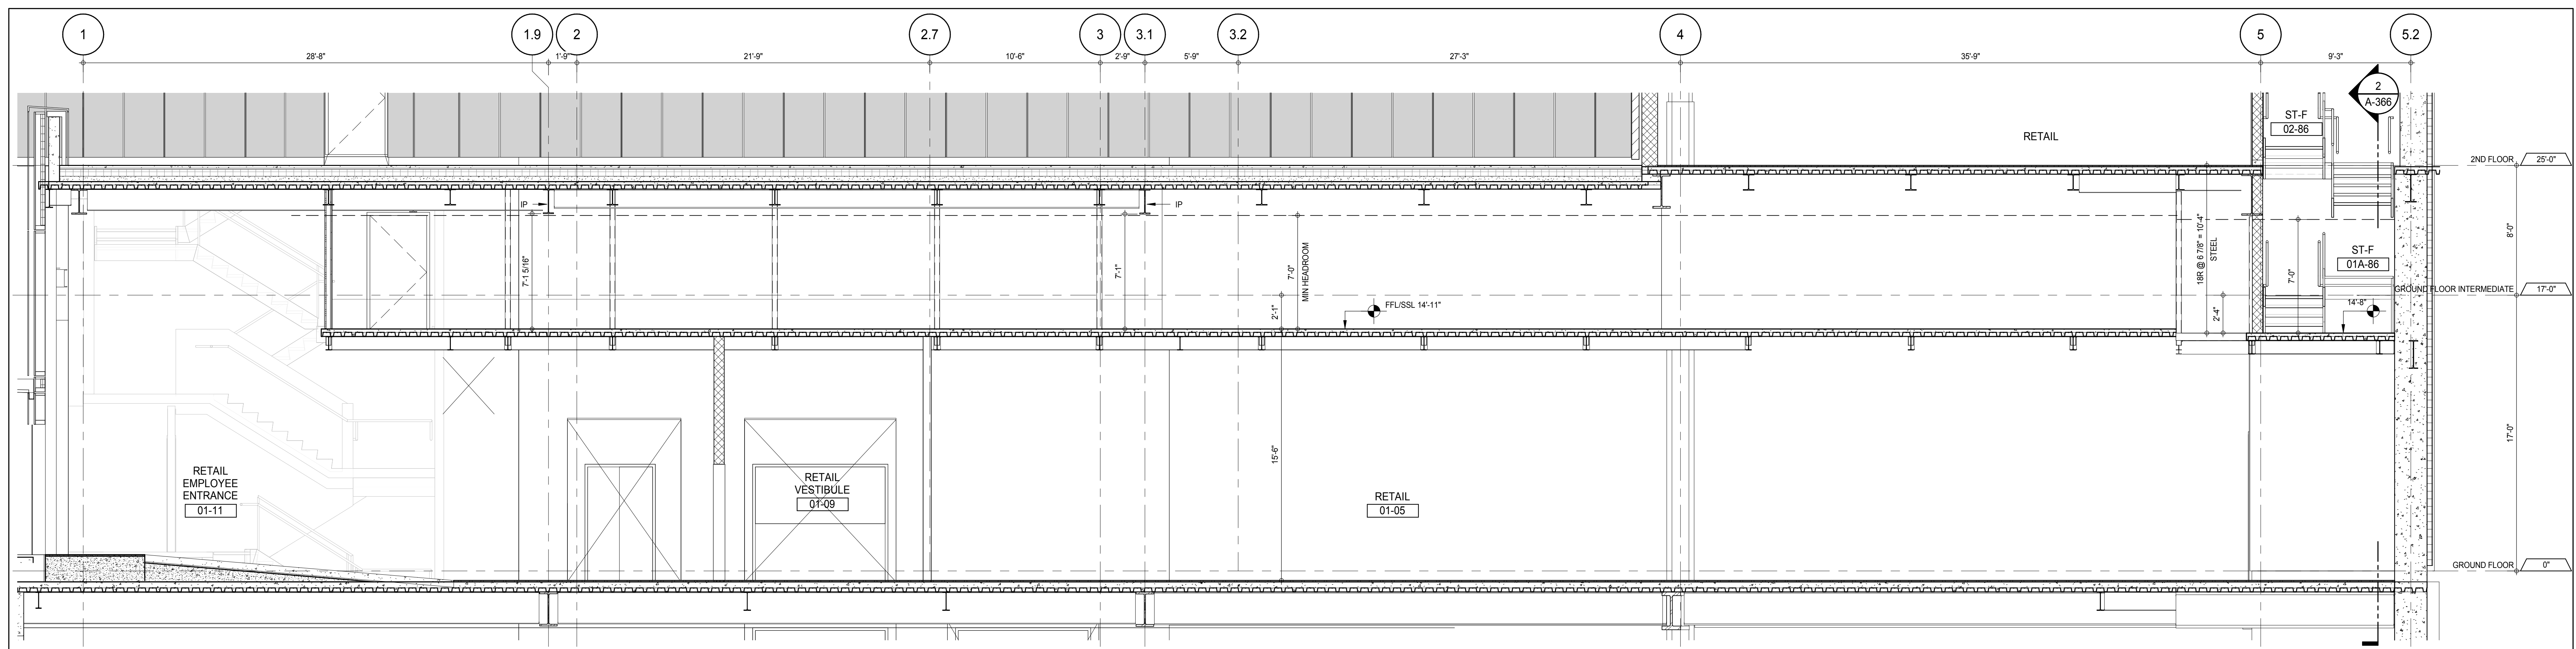 1
1.9
2
2.7
3
3.1
3.2
4
5
5.2
28'-8"
1'-9"
21'-9"
10'-6"
2'-9"
5'-9"
27'-3"
35'-9"
9'-3"
2
A-366
ST-F
02-86
RETAIL
2ND FLOOR
25'-0"
IP
IP
7'-1 5/16"
7'-1"
2'-1"
7'-0"
MIN HEADROOM
FFL/SSL 14'-11"
18R @ 6 7/8" = 10'-4"
STEEL
2'-4"
7'-0"
ST-F
01A-86
14'-8"
8'-0"
GROUND FLOOR INTERMEDIATE
17'-0"
15'-6"
17'-0"
RETAIL
EMPLOYEE
ENTRANCE
01-11
RETAIL
VESTIBULE
01-09
RETAIL
01-05
GROUND FLOOR
0"